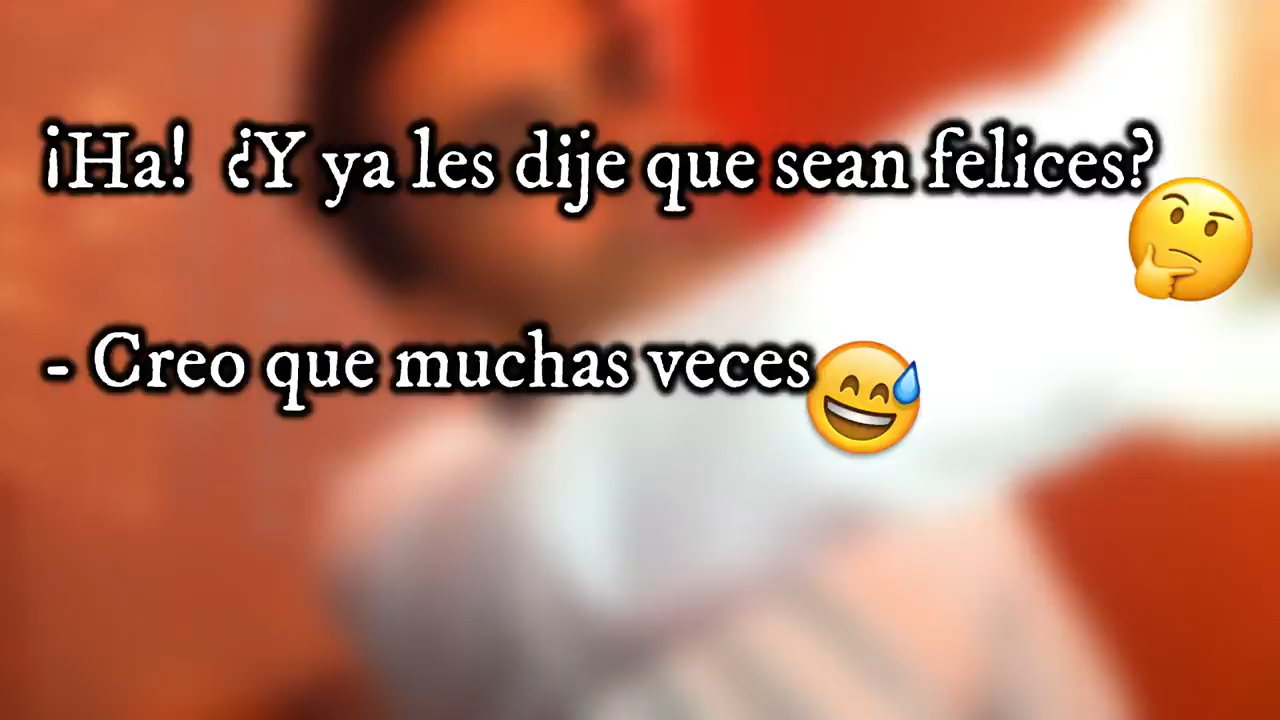 ¡Ha! ¿Y ya les dije que sean felices?🤔
- Creo que muchas veces😅